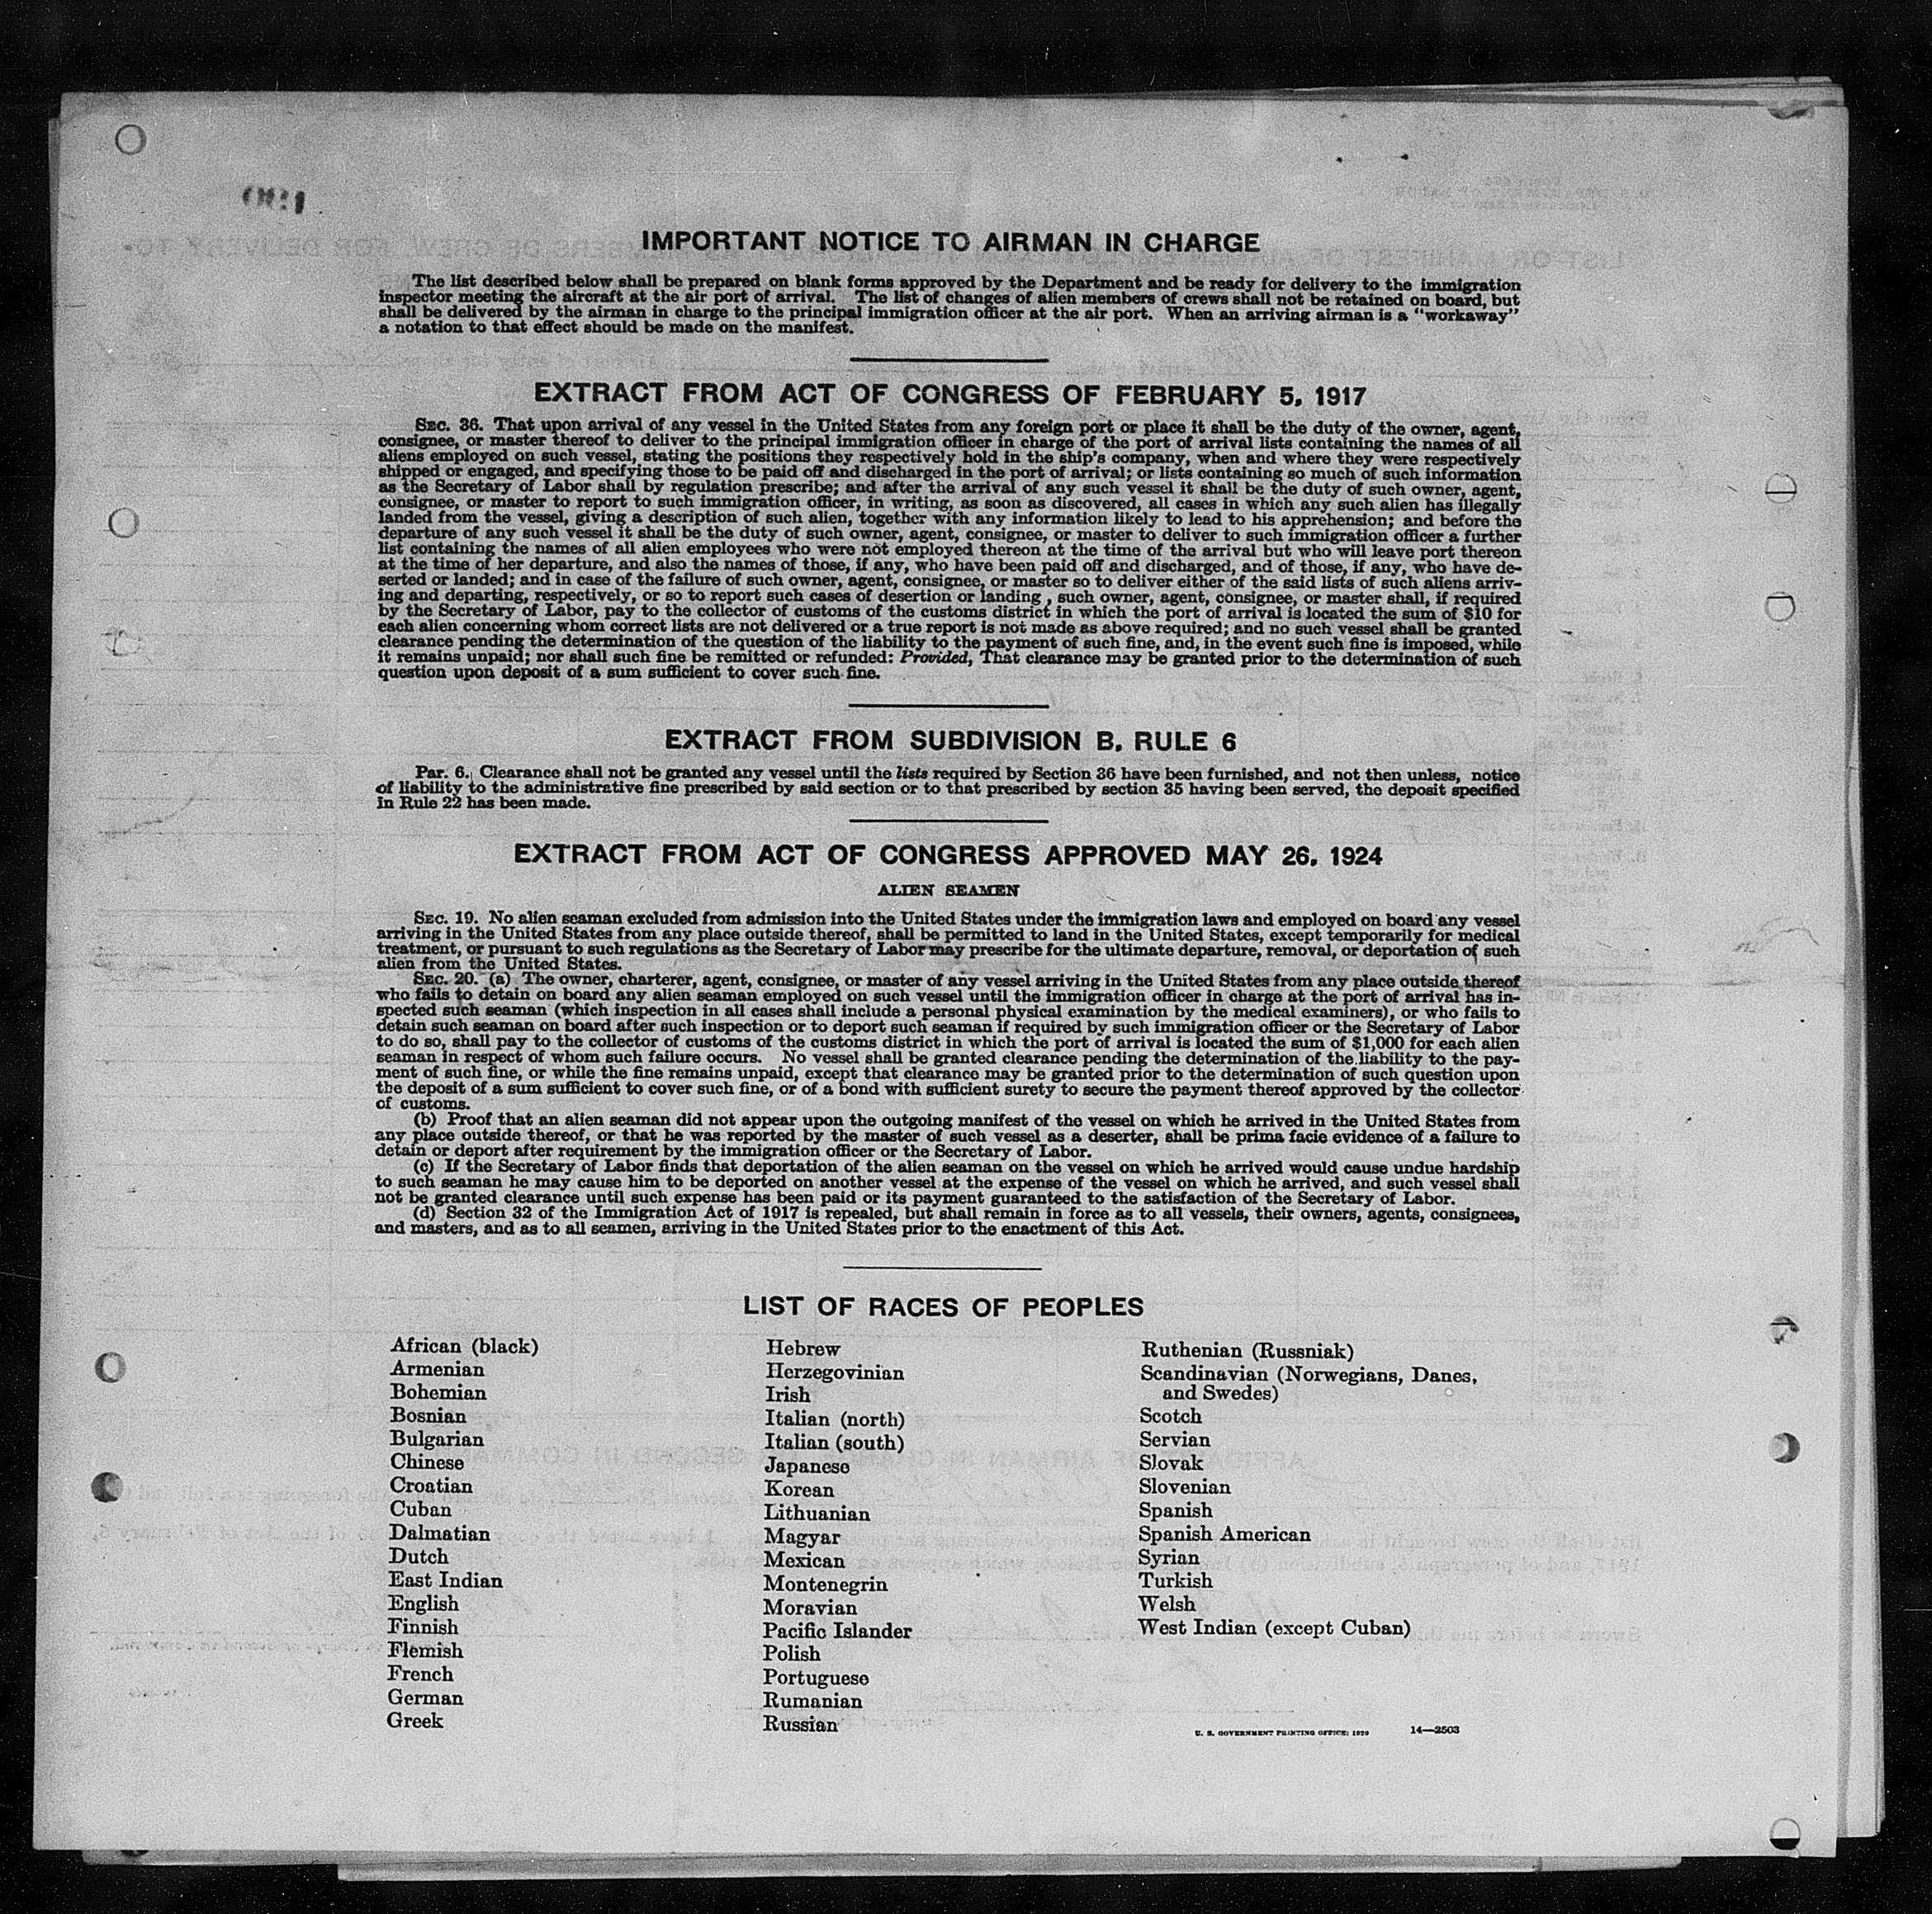 IMPORTANT NOTICE TO AIRMAN IN CHARGE
The list described below shall be prepared on blank forms approved by the Department and be ready for delivery to the immigration
inspector meeting the aircraft at the air port of arrival. The list of changes of alien members of crews shall not be retained on board, but
shall be delivered by the airman in charge to the principal immigration officer at the air port. When an arriving airman is a "workaway"
a notation to that effect should be made on the manifest.
EXTRACT FROM ACT OF CONGRESS OF FEBRUARY 5, 1917
SEC. 36. That upon arrival of any vessel in the United States from any foreign port or place it shall be the duty of the owner, agent,
consignee, or master thereof to deliver to the principal immigration officer in charge of the port of arrival lists containing the names of all
aliens employed on such vessel, stating the positions they respectively hold in the ship's company, when and where they were respectively
shipped or engaged, and specifying those to be paid off and discharged in the port of arrival; or lists containing so much of such information
as the Secretary of Labor shall by regulation prescribe; and after the arrival of any such vessel it shall be the duty of such owner, agent,
consignee, or master to report to such immigration officer, in writing, as soon as discovered, all cases in which any such alien has illegally
landed from the vessel, giving a description of such alien, together with any information likely to lead to his apprehension; and before the
departure of any such vessel it shall be the duty of such owner, agent, consignee, or master to deliver to such immigration officer a further
list containing the names of all alien employees who were not employed thereon at the time of the arrival but who will leave port thereon
at the time of her departure, and also the names of those, if any, who have been paid off and discharged, and of those, if any, who have de-
serted or landed; and in case of the failure of such owner, agent, consignee, or master so to deliver either of the said lists of such aliens arriv-
ing and departing, respectively, or so to report such cases of desertion or landing , such owner, agent, consignee, or master shall, if required
by the Secretary of Labor, pay to the collector of customs of the customs district in which the port of arrival is located the sum of $10 for
each alien concerning whom correct lists are not delivered or a true report is not made as above required; and no such vessel shall be granted
clearance pending the determination of the question of the liability to the payment of such fine, and, in the event such fine is imposed, while
it remains unpaid; nor shall such fine be remitted or refunded: Provided, That clearance may be granted prior to the determination of such
question upon deposit of a sum sufficient to cover such fine.
EXTRACT FROM SUBDIVISION B, RULE 6
Par. 6. Clearance shall not be granted any vessel until the lists required by Section 36 have been furnished, and not then unless, notice
of liability to the administrative fine prescribed by said section or to that prescribed by section 35 having been served, the deposit specified
in Rule 22 has been made.
EXTRACT FROM ACT OF CONGRESS APPROVED MAY 26, 1924
ALIEN SEAMEN
SEC. 19. No alien seaman excluded from admission into the United States under the immigration laws and employed on board any vessel
arriving in the United States from any place outside thereof, shall be permitted to land in the United States, except temporarily for medical
treatment, or pursuant to such regulations as the Secretary of Labor may prescribe for the ultimate departure, removal, or deportation of such
alien from the United States.
SEC. 20. (a) The owner, charterer, agent, consignee, or master of any vessel arriving in the United States from any place outside thereof
who fails to detain on board any alien seaman employed on such vessel until the immigration officer in charge at the port of arrival has in-
spected such seaman (which inspection in all cases shall include a personal physical examination by the medical examiners), or who fails to
detain such seaman on board after such inspection or to deport such seaman if required by such immigration officer or the Secretary of Labor
to do so, shall pay to the collector of customs of the customs district in which the port of arrival is located the sum of $1,000 for each alien
seaman in respect of whom such failure occurs. No vessel shall be granted clearance pending the determination of the liability to the pay-
ment of such fine, or while the fine remains unpaid, except that clearance may be granted prior to the determination of such question upon
the deposit of a sum sufficient to cover such fine, or of a bond with sufficient surety to secure the payment thereof approved by the collector
of customs.
(b) Proof that an alien seaman did not appear upon the outgoing manifest of the vessel on which he arrived in the United States from
any place outside thereof, or that he was reported by the master of such vessel as a deserter, shall be prima facie evidence of a failure to
detain or deport after requirement by the immigration officer or the Secretary of Labor.
(c) If the Secretary of Labor finds that deportation of the alien seaman on the vessel on which he arrived would cause undue hardship
to such seaman he may cause him to be deported on another vessel at the expense of the vessel on which he arrived, and such vessel shall
not be granted clearance until such expense has been paid or its payment guaranteed to the satisfaction of the Secretary of Labor.
(d) Section 32 of the Immigration Act of 1917 is repealed, but shall remain in force as to all vessels, their owners, agents, consignees,
and masters, and as to all seamen, arriving in the United States prior to the enactment of this Act.
LIST OF RACES OF PEOPLES
African (black)
Armenian
Bohemian
Bosnian
Bulgarian
Chinese
Croatian
Cuban
Dalmatian
Dutch
East Indian
English
Finnish
Flemish
French
German
Greek
Hebrew
Herzegovinian
Irish
Italian (north)
Italian (south)
Japanese
Korean
Lithuanian
Magyar
Mexican
Montenegrin
Moravian
Pacific Islander
Polish
Portuguese
Rumanian
Russian
Ruthenian (Russniak)
Scandinavian (Norwegians, Danes,
and Swedes)
Scotch
Servian
Slovak
Slovenian
Spanish
Spanish American
Syrian
Turkish
Welsh
West Indian (except Cuban)
U. S. GOVERNMENT PRINTING OFFICE: 1929 14—2503